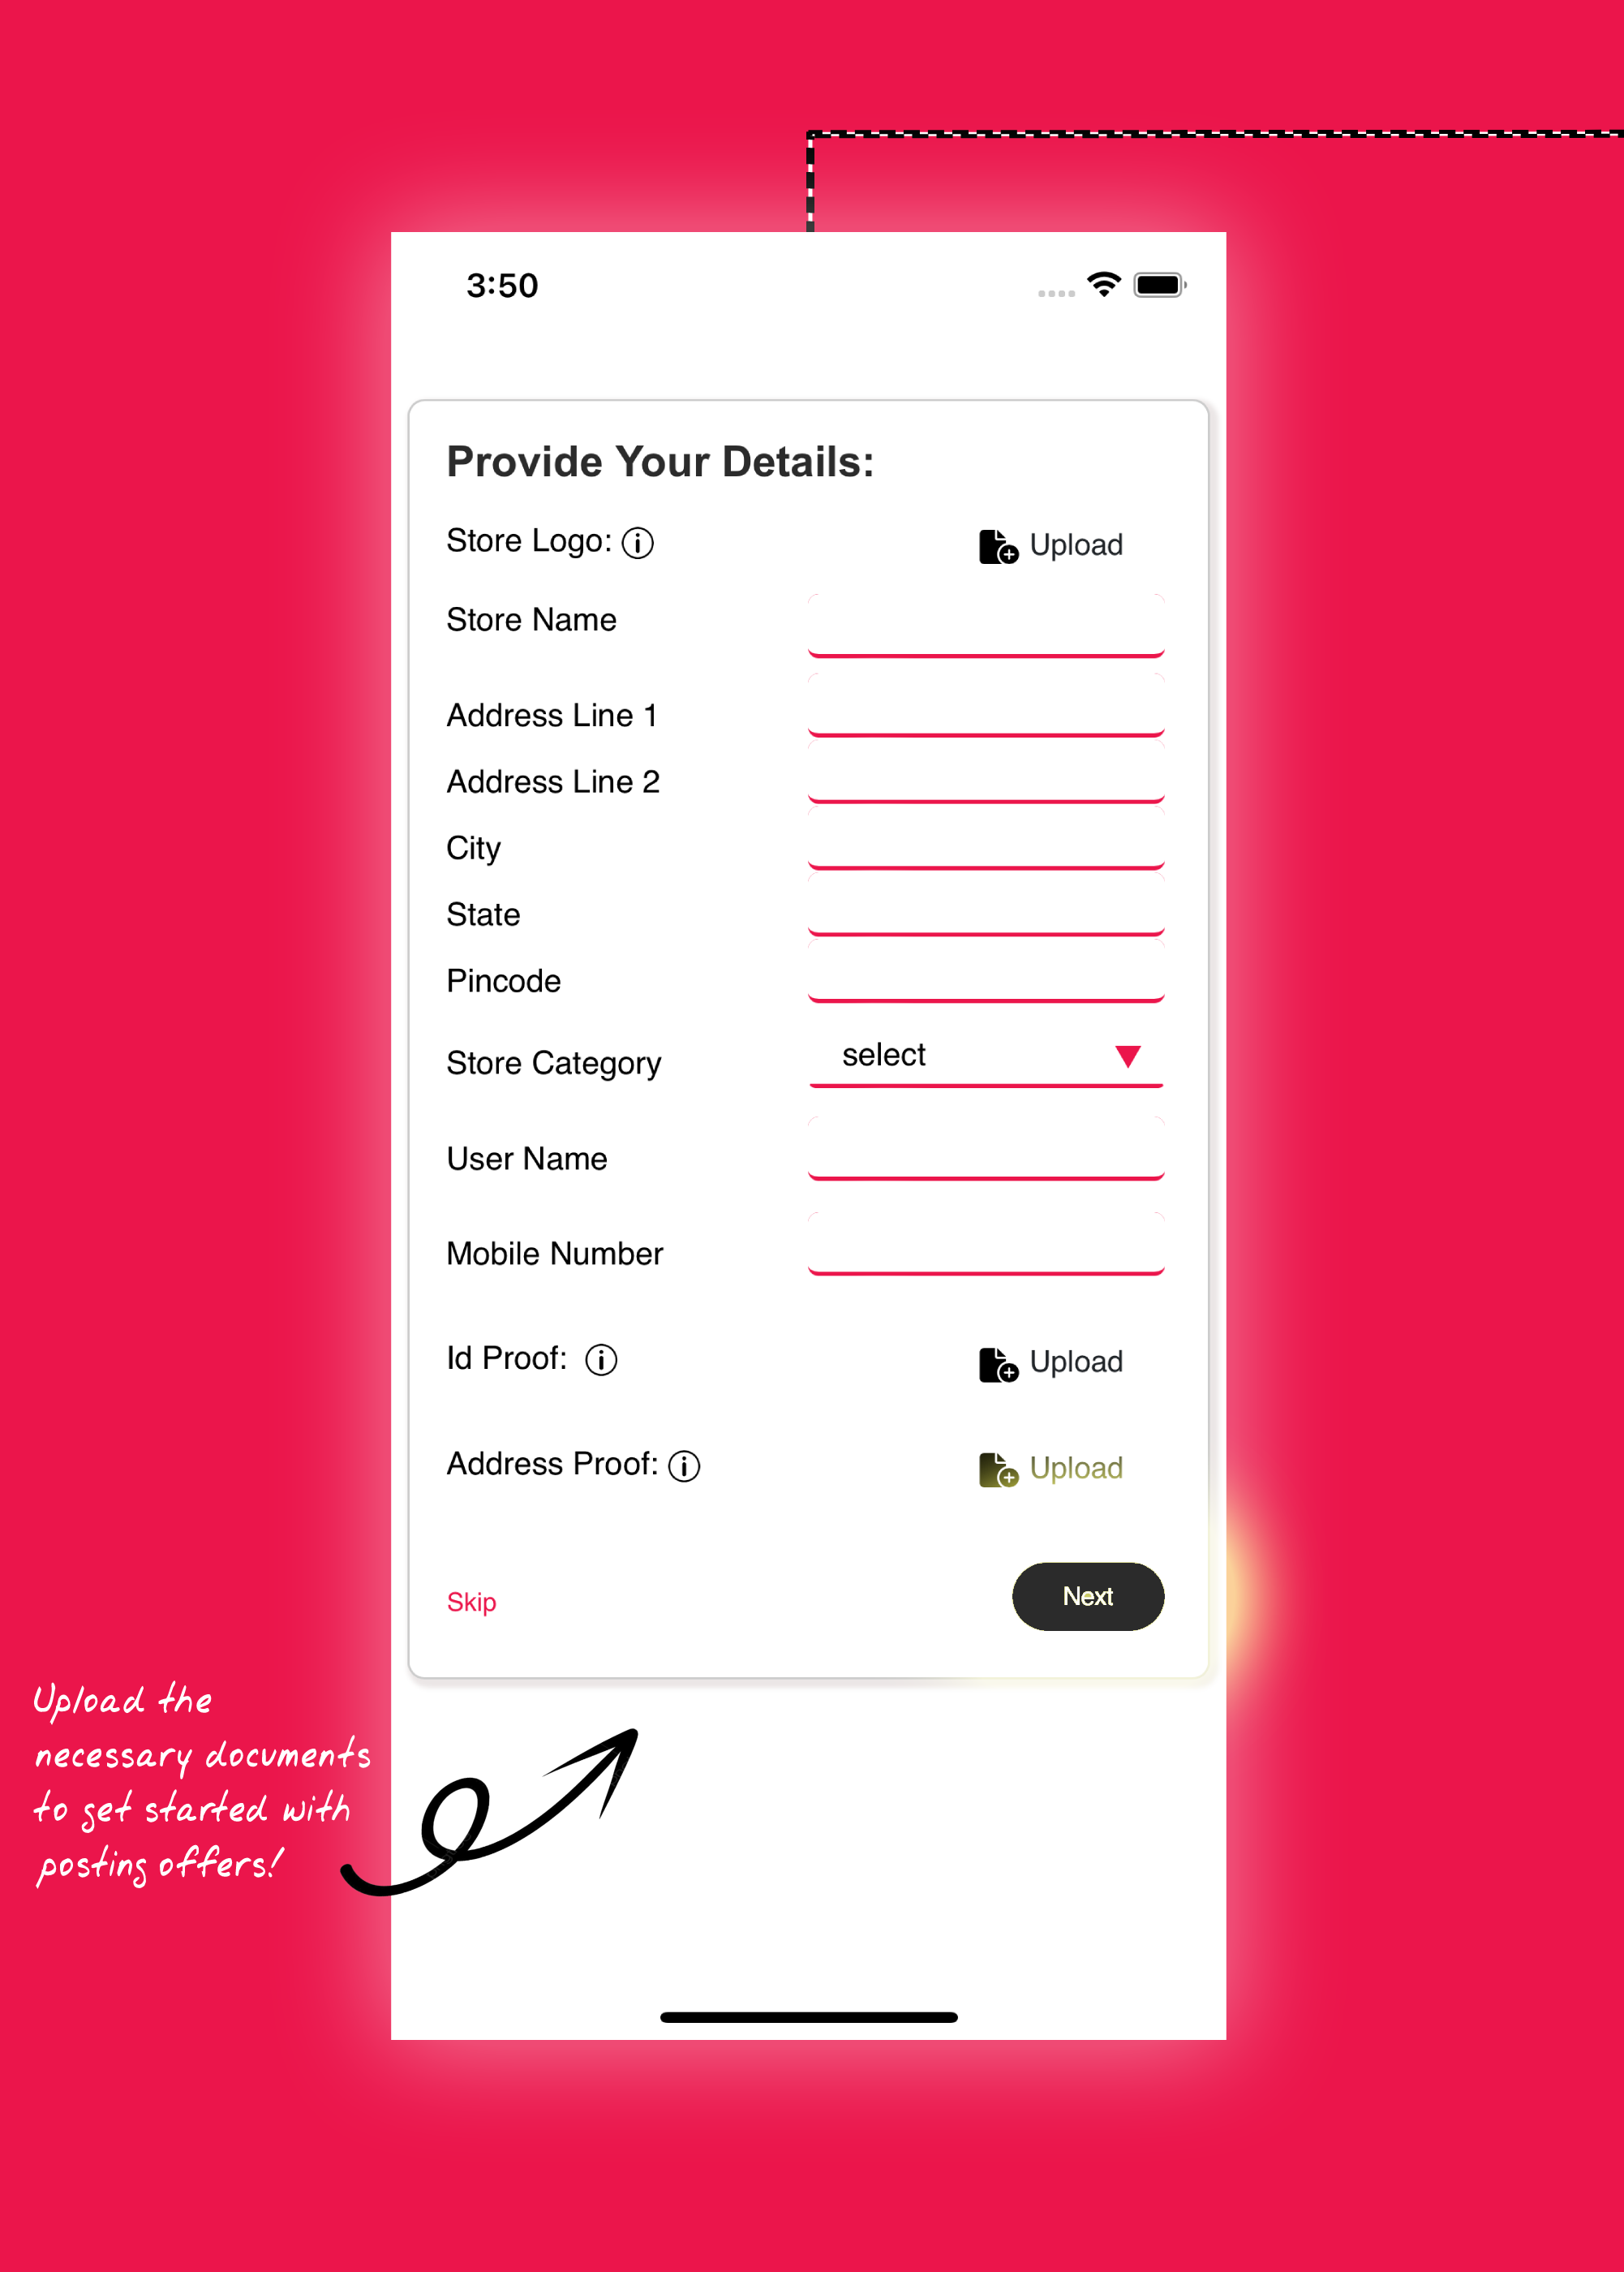 3:50
Provide Your Details:
Store Logo:
Upload
Store Name
Address Line 1
Address Line 2
City
State
Pincode
Store Category
select
User Name
Mobile Number
Id Proof:
Upload
Address Proof:
Upload
Skip
Next
Upload the
necessary documents
to get started with
posting offers!